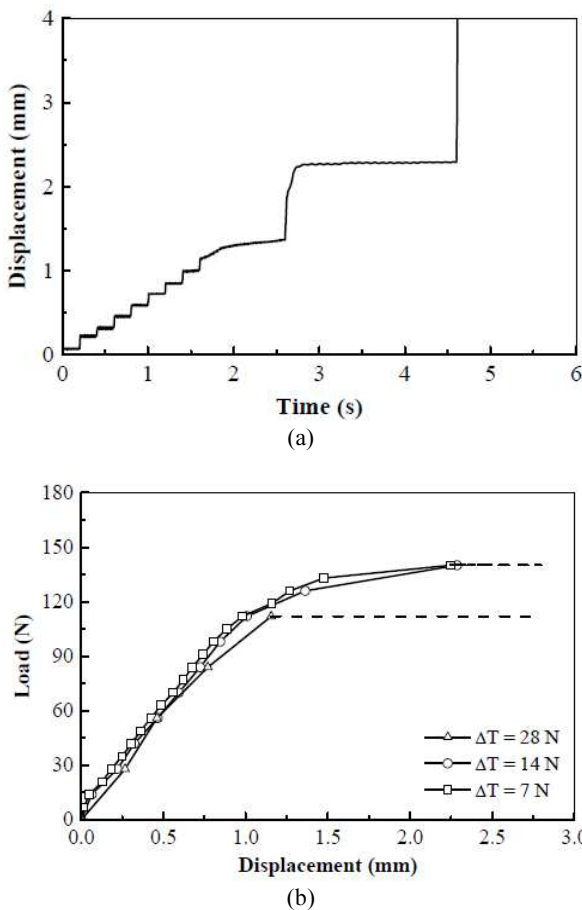 4
3
2
1
0
Displacement (mm)
0 1 2 3 4 5 6
Time (s)
(a)
180
150
120
90
60
30
0
Load (N)
ΔT = 28 N
ΔT = 14 N
ΔT = 7 N
0.0 0.5 1.0 1.5 2.0 2.5 3.0
Displacement (mm)
(b)